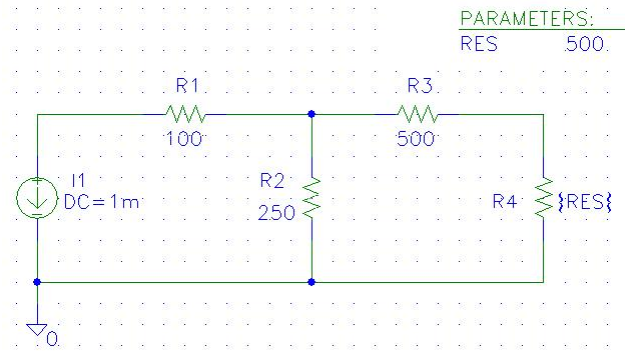 PARAMETERS:
RES 500
R1
100
R3
500
I1
DC=1m
R2
250
R4
{RES}
0